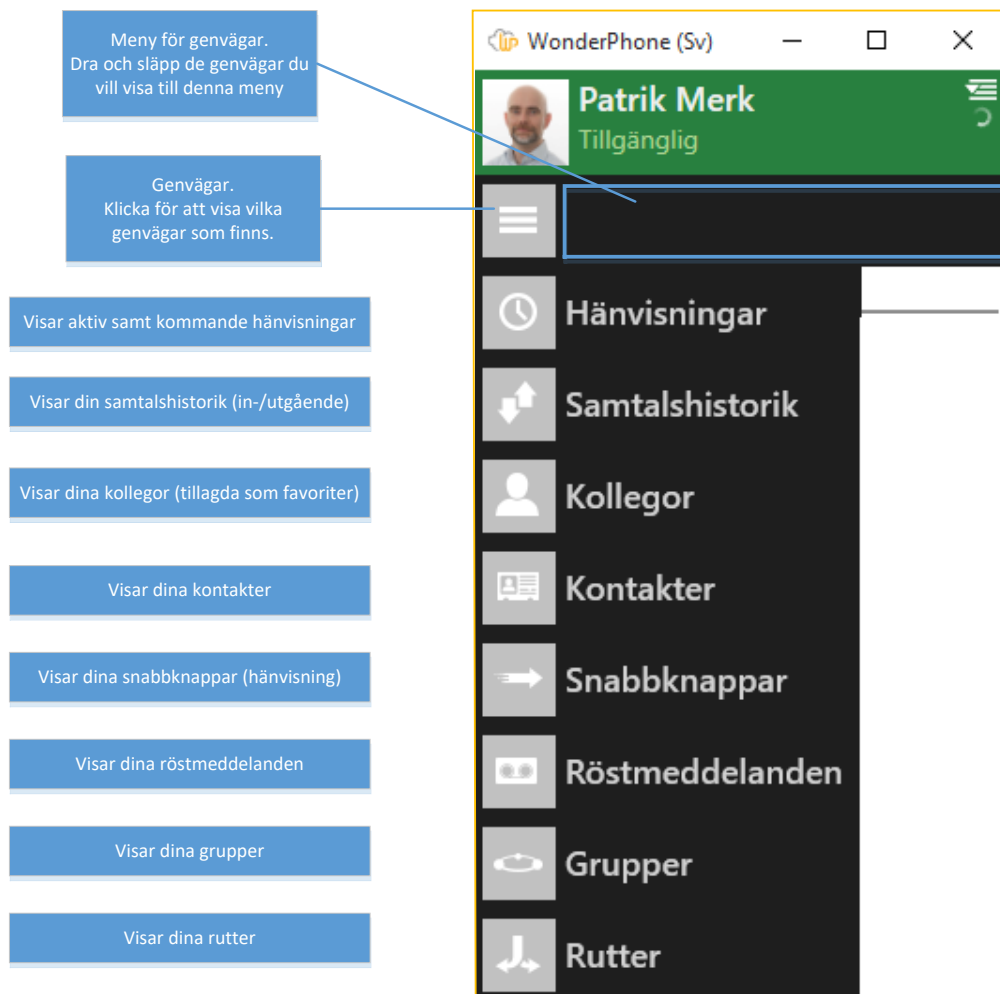 Meny för genvägar.
Dra och släpp de genvägar du
vill visa till denna meny
Genvägar.
Klicka för att visa vilka
genvägar som finns.
Visar aktiv samt kommande hänvisningar
Visar din samtalshistorik (in-/utgående)
Visar dina kollegor (tillagda som favoriter)
Visar dina kontakter
Visar dina snabbknappar (hänvisning)
Visar dina röstmeddelanden
Visar dina grupper
Visar dina rutter
WonderPhone (Sv)
Patrik Merk
Tillgänglig
Hänvisningar
Samtalshistorik
Kollegor
Kontakter
Snabbknappar
Röstmeddelanden
Grupper
Rutter